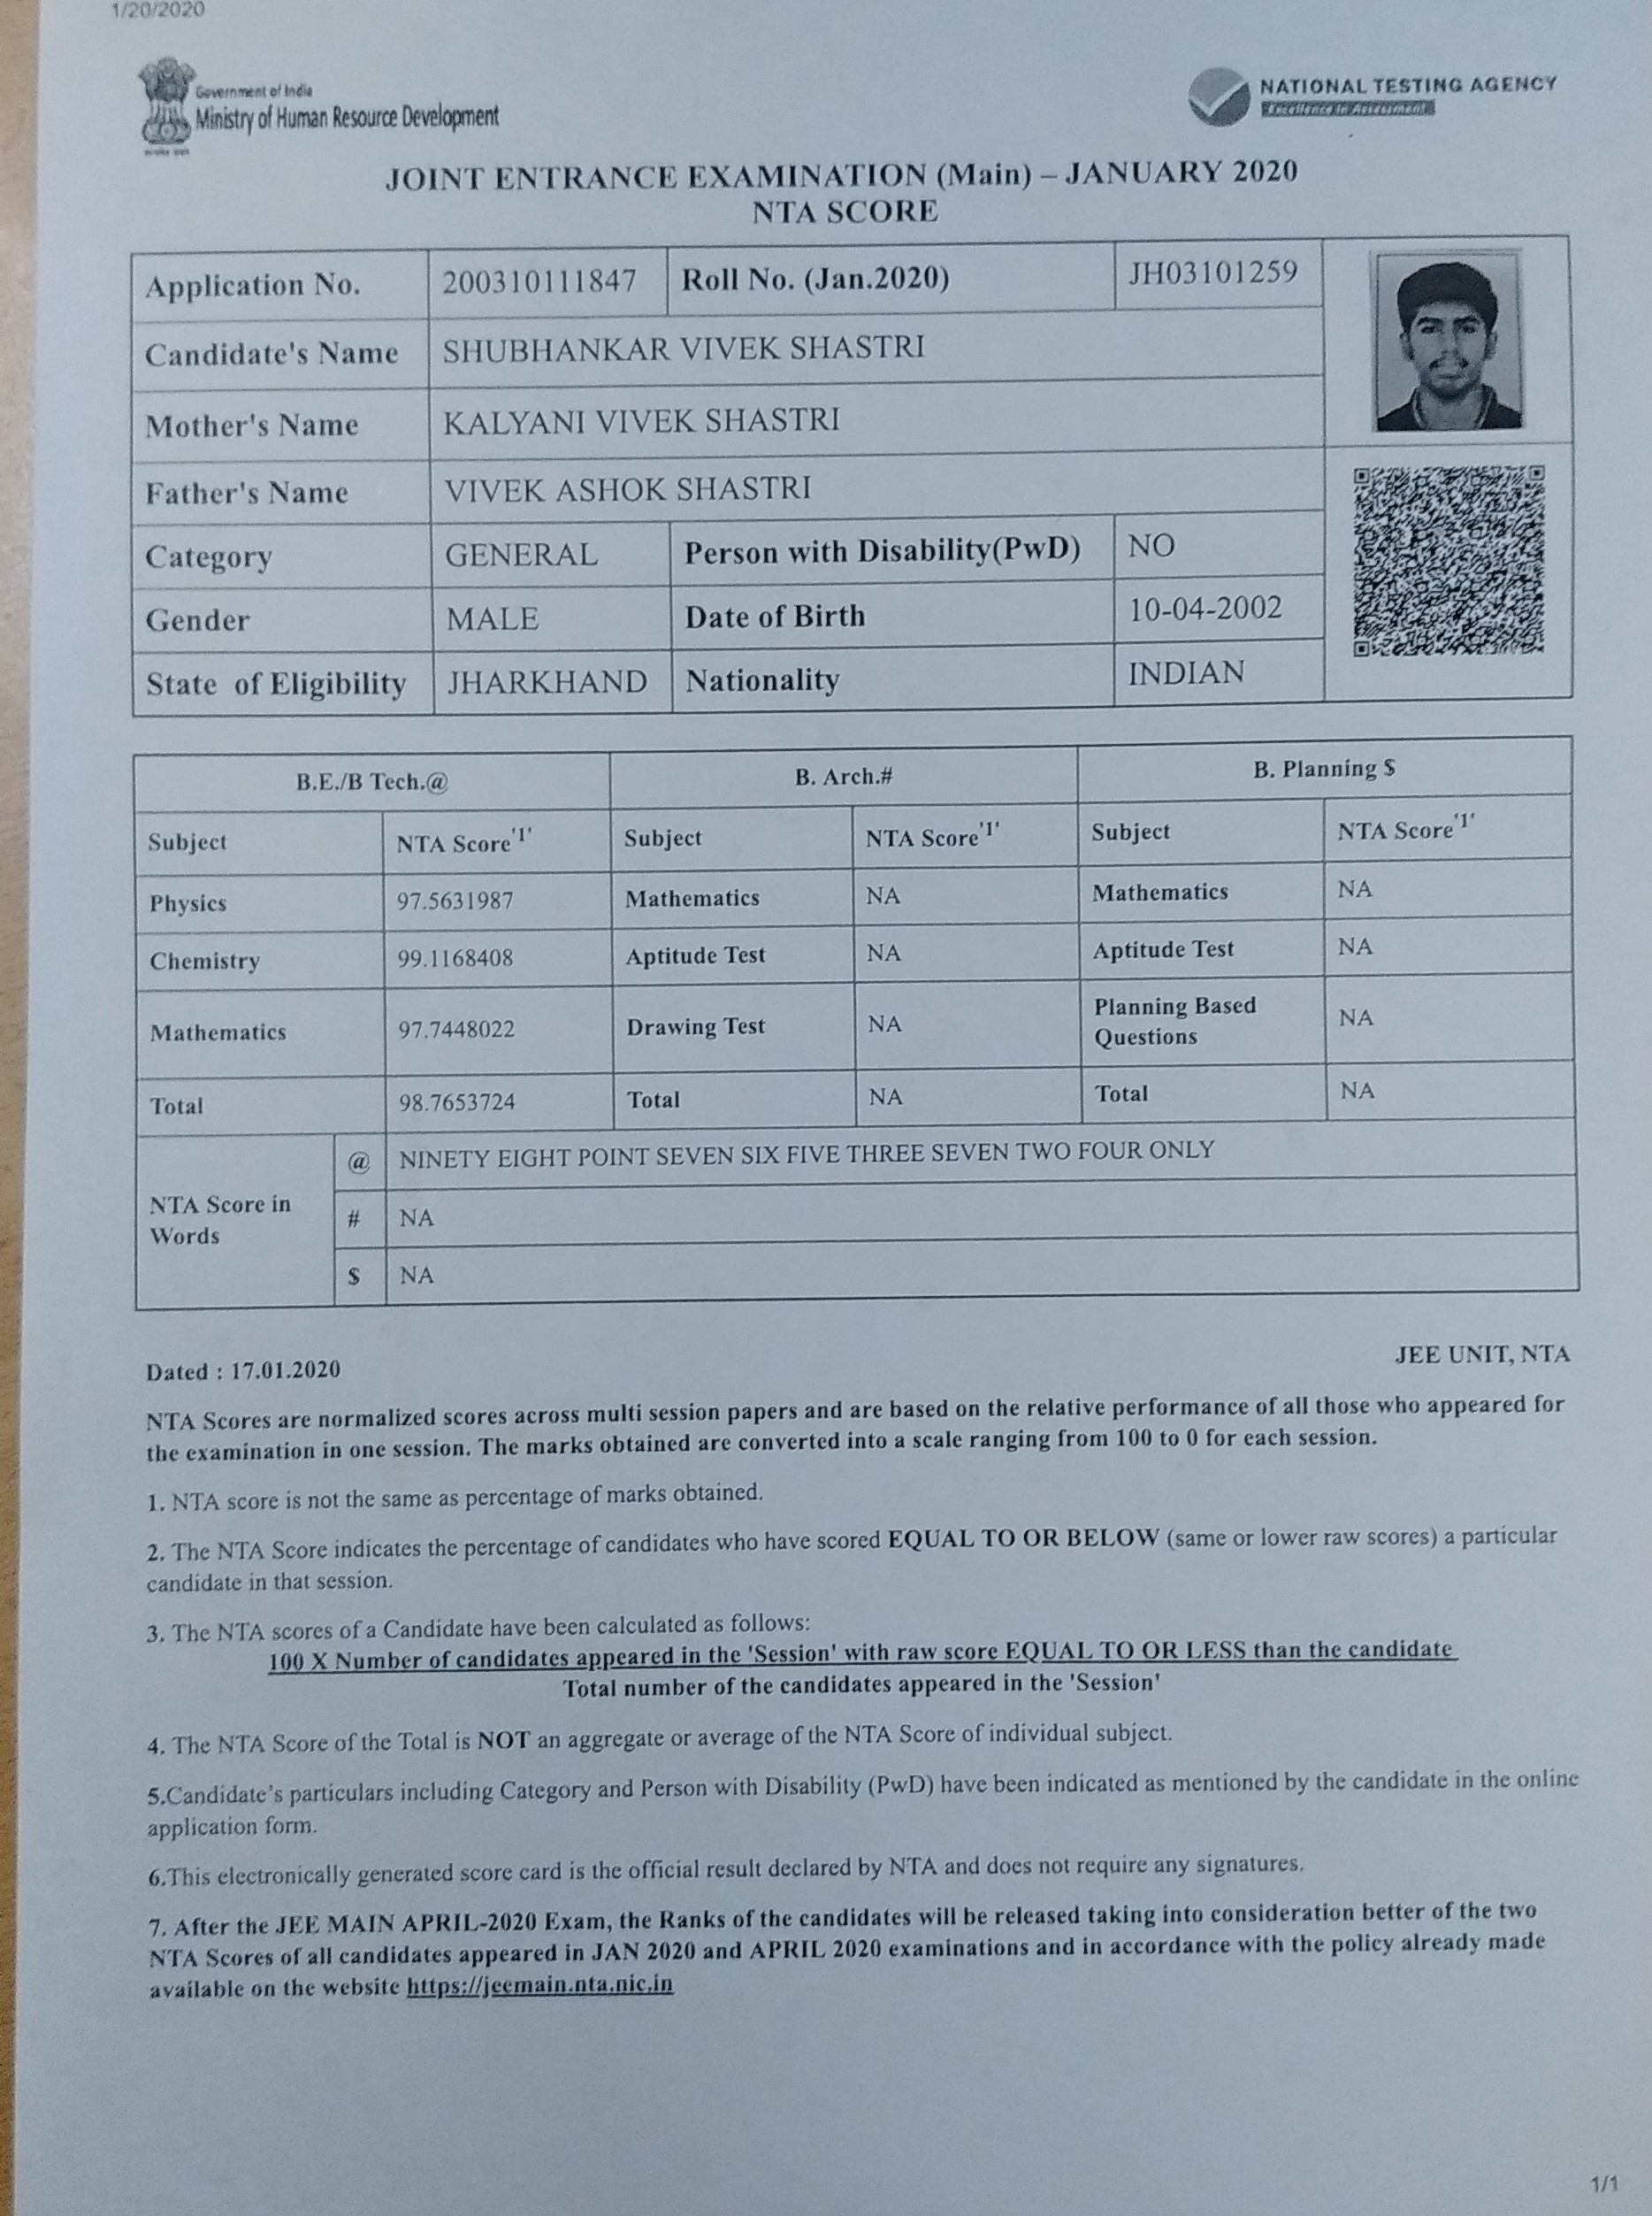 1/20/2020
Government of India
Ministry of Human Resource Development
NATIONAL TESTING AGENCY
Excellence in Assessment
JOINT ENTRANCE EXAMINATION (Main) – JANUARY 2020
NTA SCORE
Application No. 200310111847 Roll No. (Jan.2020) JH03101259
Candidate's Name SHUBHANKAR VIVEK SHASTRI
Mother's Name KALYANI VIVEK SHASTRI
Father's Name VIVEK ASHOK SHASTRI
Category GENERAL Person with Disability(PwD) NO
Gender MALE Date of Birth 10-04-2002
State of Eligibility JHARKHAND Nationality INDIAN
B.E./B Tech.@ B. Arch.# B. Planning $
Subject NTA Score'1' Subject NTA Score'1' Subject NTA Score'1'
Physics 97.5631987 Mathematics NA Mathematics NA
Chemistry 99.1168408 Aptitude Test NA Aptitude Test NA
Mathematics 97.7448022 Drawing Test NA Planning Based Questions NA
Total 98.7653724 Total NA Total NA
NTA Score in Words
@ NINETY EIGHT POINT SEVEN SIX FIVE THREE SEVEN TWO FOUR ONLY
# NA
$ NA
Dated : 17.01.2020 JEE UNIT, NTA
NTA Scores are normalized scores across multi session papers and are based on the relative performance of all those who appeared for
the examination in one session. The marks obtained are converted into a scale ranging from 100 to 0 for each session.
1. NTA score is not the same as percentage of marks obtained.
2. The NTA Score indicates the percentage of candidates who have scored EQUAL TO OR BELOW (same or lower raw scores) a particular
candidate in that session.
3. The NTA scores of a Candidate have been calculated as follows:
100 X Number of candidates appeared in the 'Session' with raw score EQUAL TO OR LESS than the candidate
Total number of the candidates appeared in the 'Session'
4. The NTA Score of the Total is NOT an aggregate or average of the NTA Score of individual subject.
5.Candidate's particulars including Category and Person with Disability (PwD) have been indicated as mentioned by the candidate in the online
application form.
6.This electronically generated score card is the official result declared by NTA and does not require any signatures.
7. After the JEE MAIN APRIL-2020 Exam, the Ranks of the candidates will be released taking into consideration better of the two
NTA Scores of all candidates appeared in JAN 2020 and APRIL 2020 examinations and in accordance with the policy already made
available on the website https://jeemain.nta.nic.in
1/1